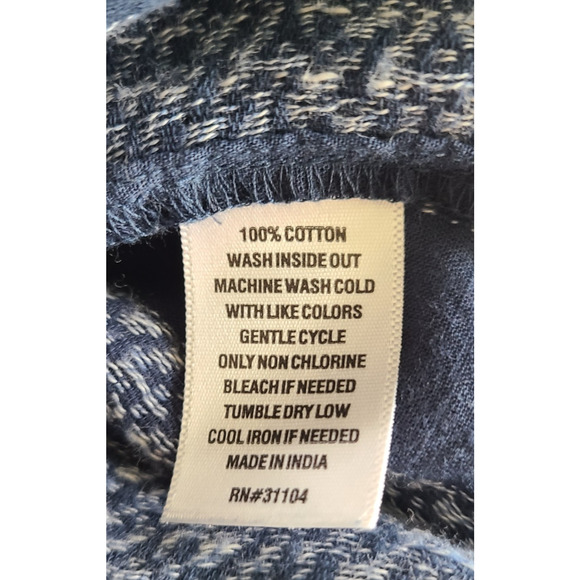 100% COTTON
WASH INSIDE OUT
MACHINE WASH COLD
WITH LIKE COLORS
GENTLE CYCLE
ONLY NON CHLORINE
BLEACH IF NEEDED
TUMBLE DRY LOW
COOL IRON IF NEEDED
MADE IN INDIA
RN#31104